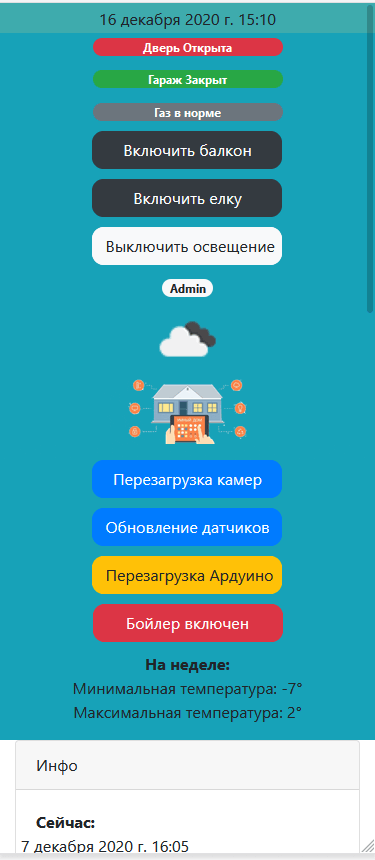 16 декабря 2020 г. 15:10
Дверь Открыта
Гараж Закрыт
Газ в норме
Включить балкон
Включить елку
Выключить освещение
Admin
Перезагрузка камер
Обновление датчиков
Перезагрузка Ардуино
Бойлер включен
На неделе:
Минимальная температура: -7°
Максимальная температура: 2°
Инфо
Сейчас:
7 декабря 2020 г. 16:05